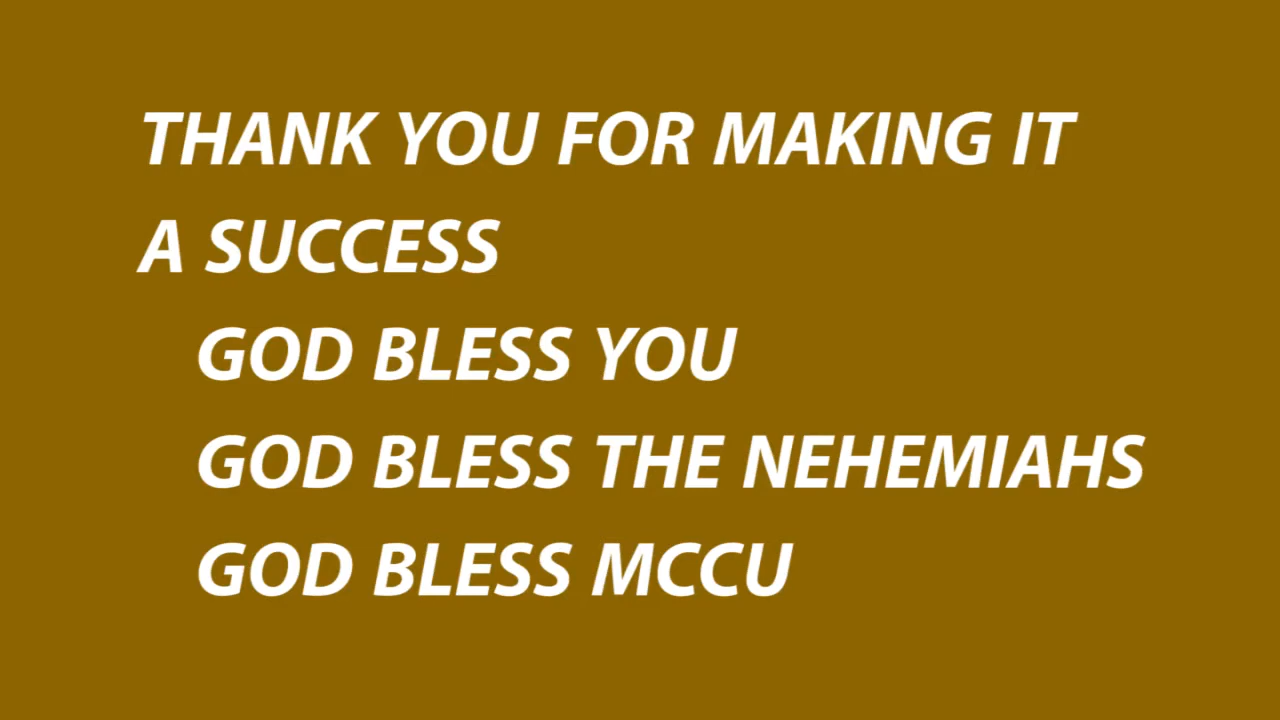 THANK YOU FOR MAKING IT
A SUCCESS
GOD BLESS YOU
GOD BLESS THE NEHEMIAHS
GOD BLESS MCCU